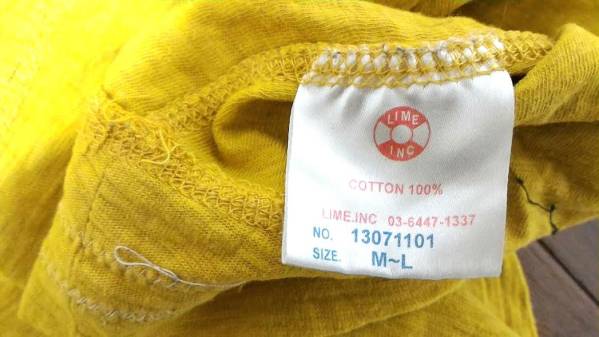 LIME
INC
COTTON 100%
LIME.INC 03-6447-1337
NO. 13071101
SIZE. M~L